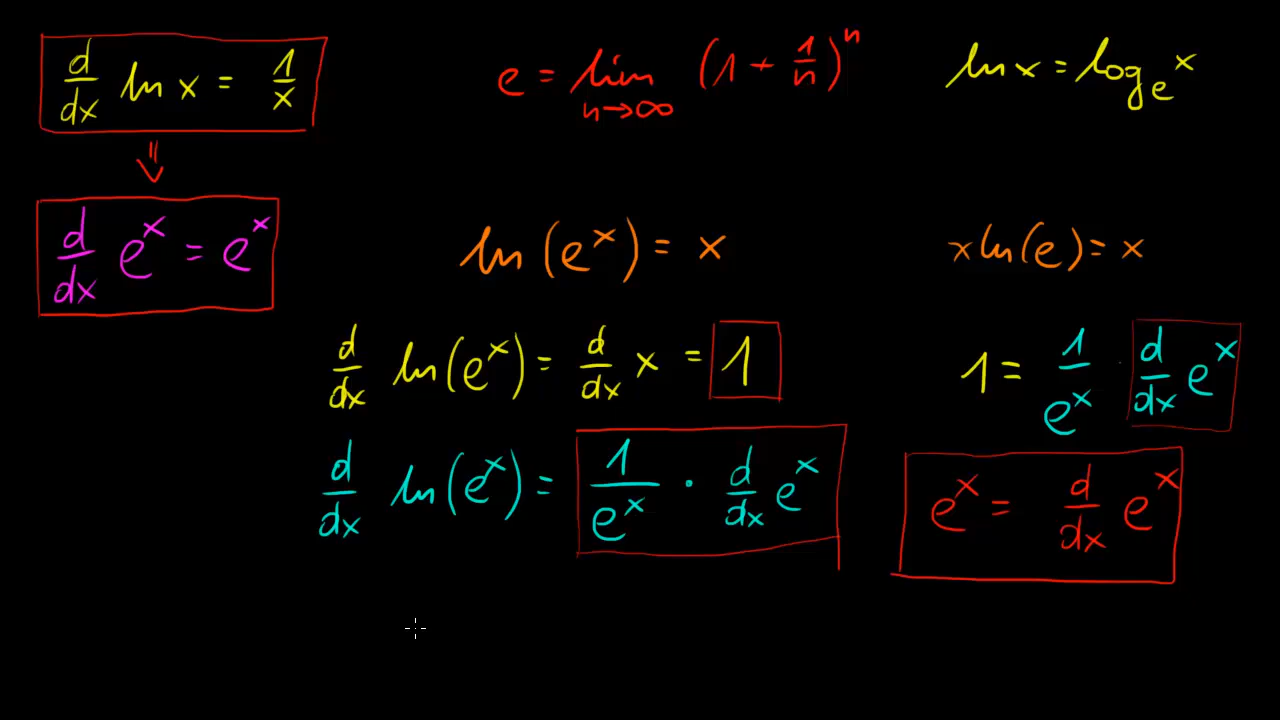 d/dx ln x = 1/x
e = lim n→∞ (1 + 1/n)^n
ln x = log_e x
⇓
d/dx e^x = e^x
ln(e^x) = x
x ln(e) = x
d/dx ln(e^x) = d/dx x = 1
1 = 1/e^x · d/dx e^x
d/dx ln(e^x) = 1/e^x · d/dx e^x
e^x = d/dx e^x